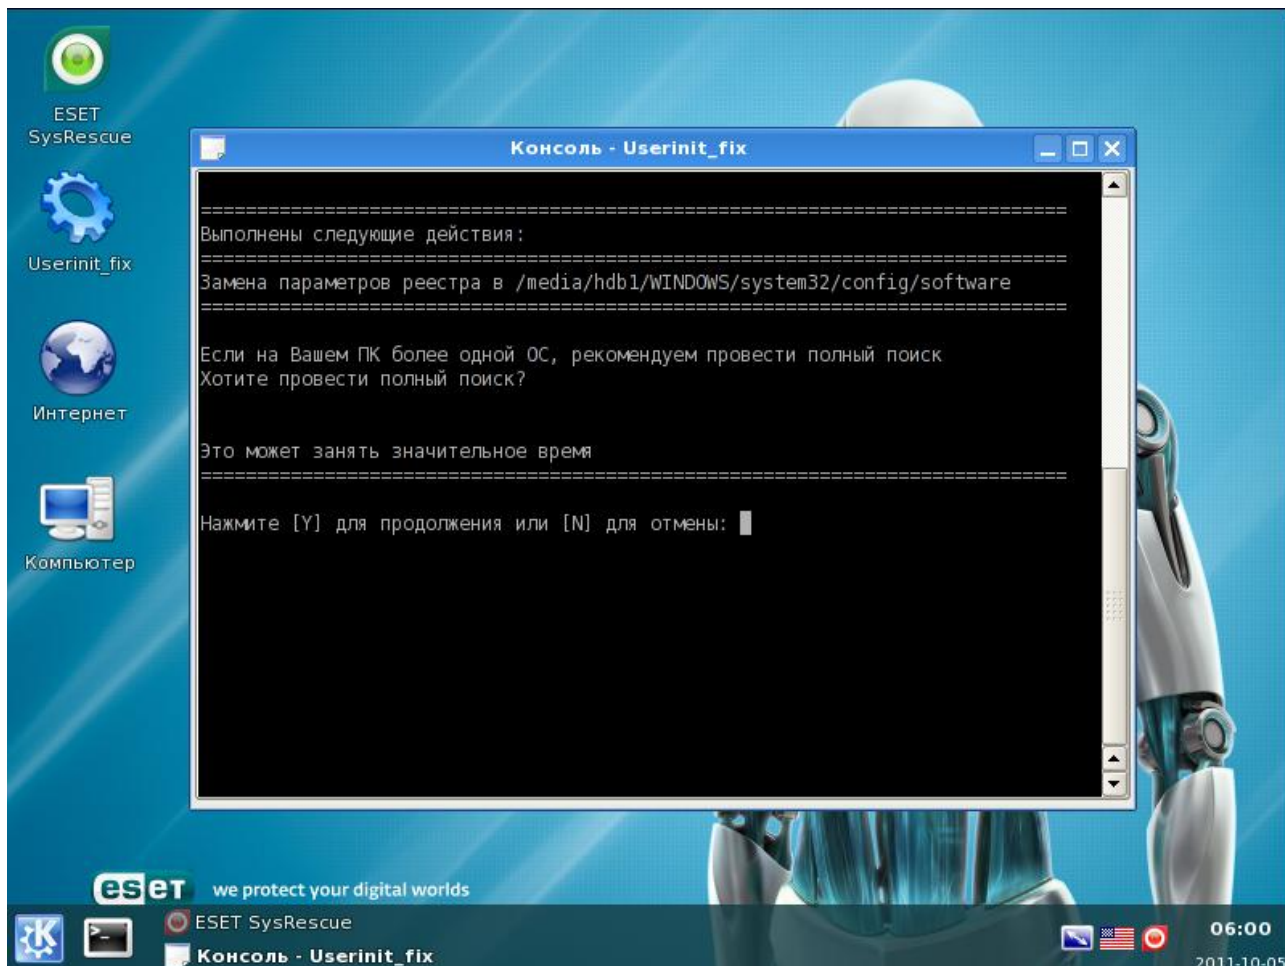 ESET
SysRescue
Userinit_fix
Интернет
Компьютер
Консоль - Userinit_fix
==========================================================================
Выполнены следующие действия:
==========================================================================
Замена параметров реестра в /media/hdb1/WINDOWS/system32/config/software
==========================================================================
Если на Вашем ПК более одной ОС, рекомендуем провести полный поиск
Хотите провести полный поиск?
Это может занять значительное время
==========================================================================
Нажмите [Y] для продолжения или [N] для отмены:
eset we protect your digital worlds
ESET SysRescue
Консоль - Userinit_fix
06:00
2011-10-05